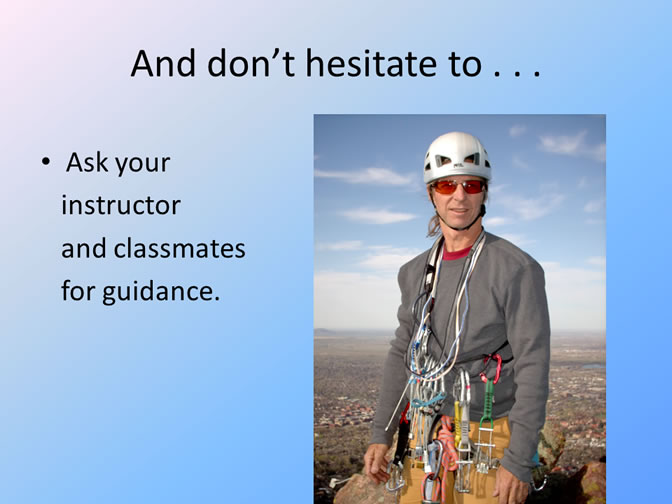 And don’t hesitate to . . .
• Ask your
instructor
and classmates
for guidance.